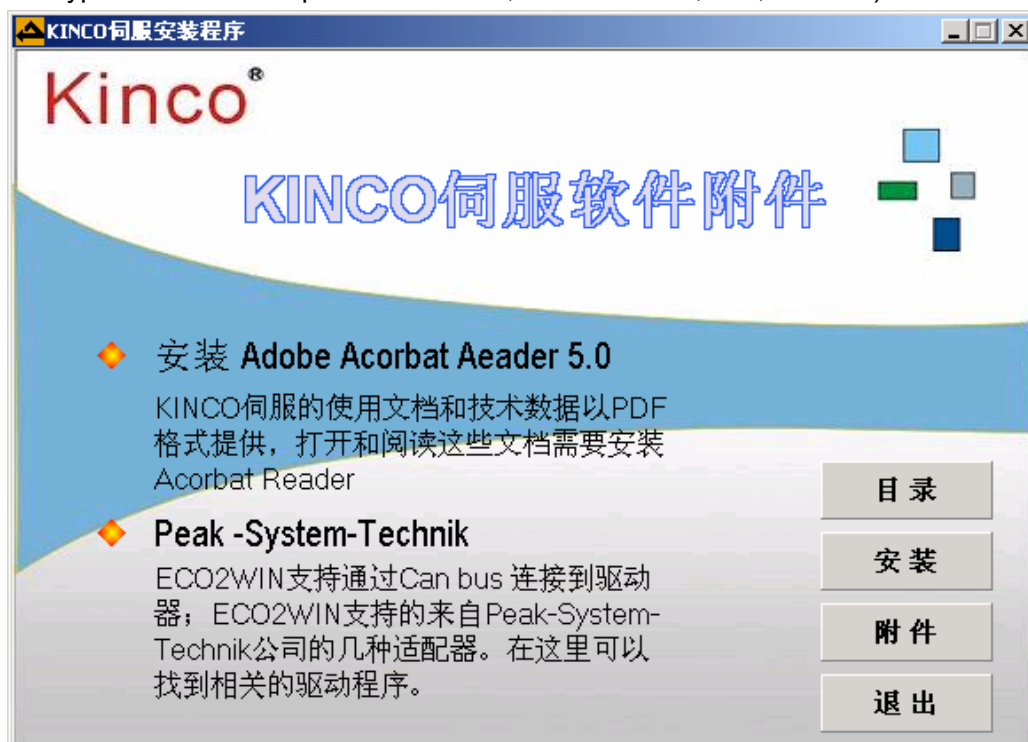 KINCO伺服安装程序
Kinco®
KINCO伺服软件附件
安装 Adobe Acorbat Aeader 5.0
KINCO伺服的使用文档和技术数据以PDF
格式提供，打开和阅读这些文档需要安装
Acorbat Reader
目 录
Peak -System-Technik
安 装
ECO2WIN支持通过Can bus 连接到驱动
器；ECO2WIN支持的来自Peak-System-
Technik公司的几种适配器。在这里可以
找到相关的驱动程序。
附 件
退 出